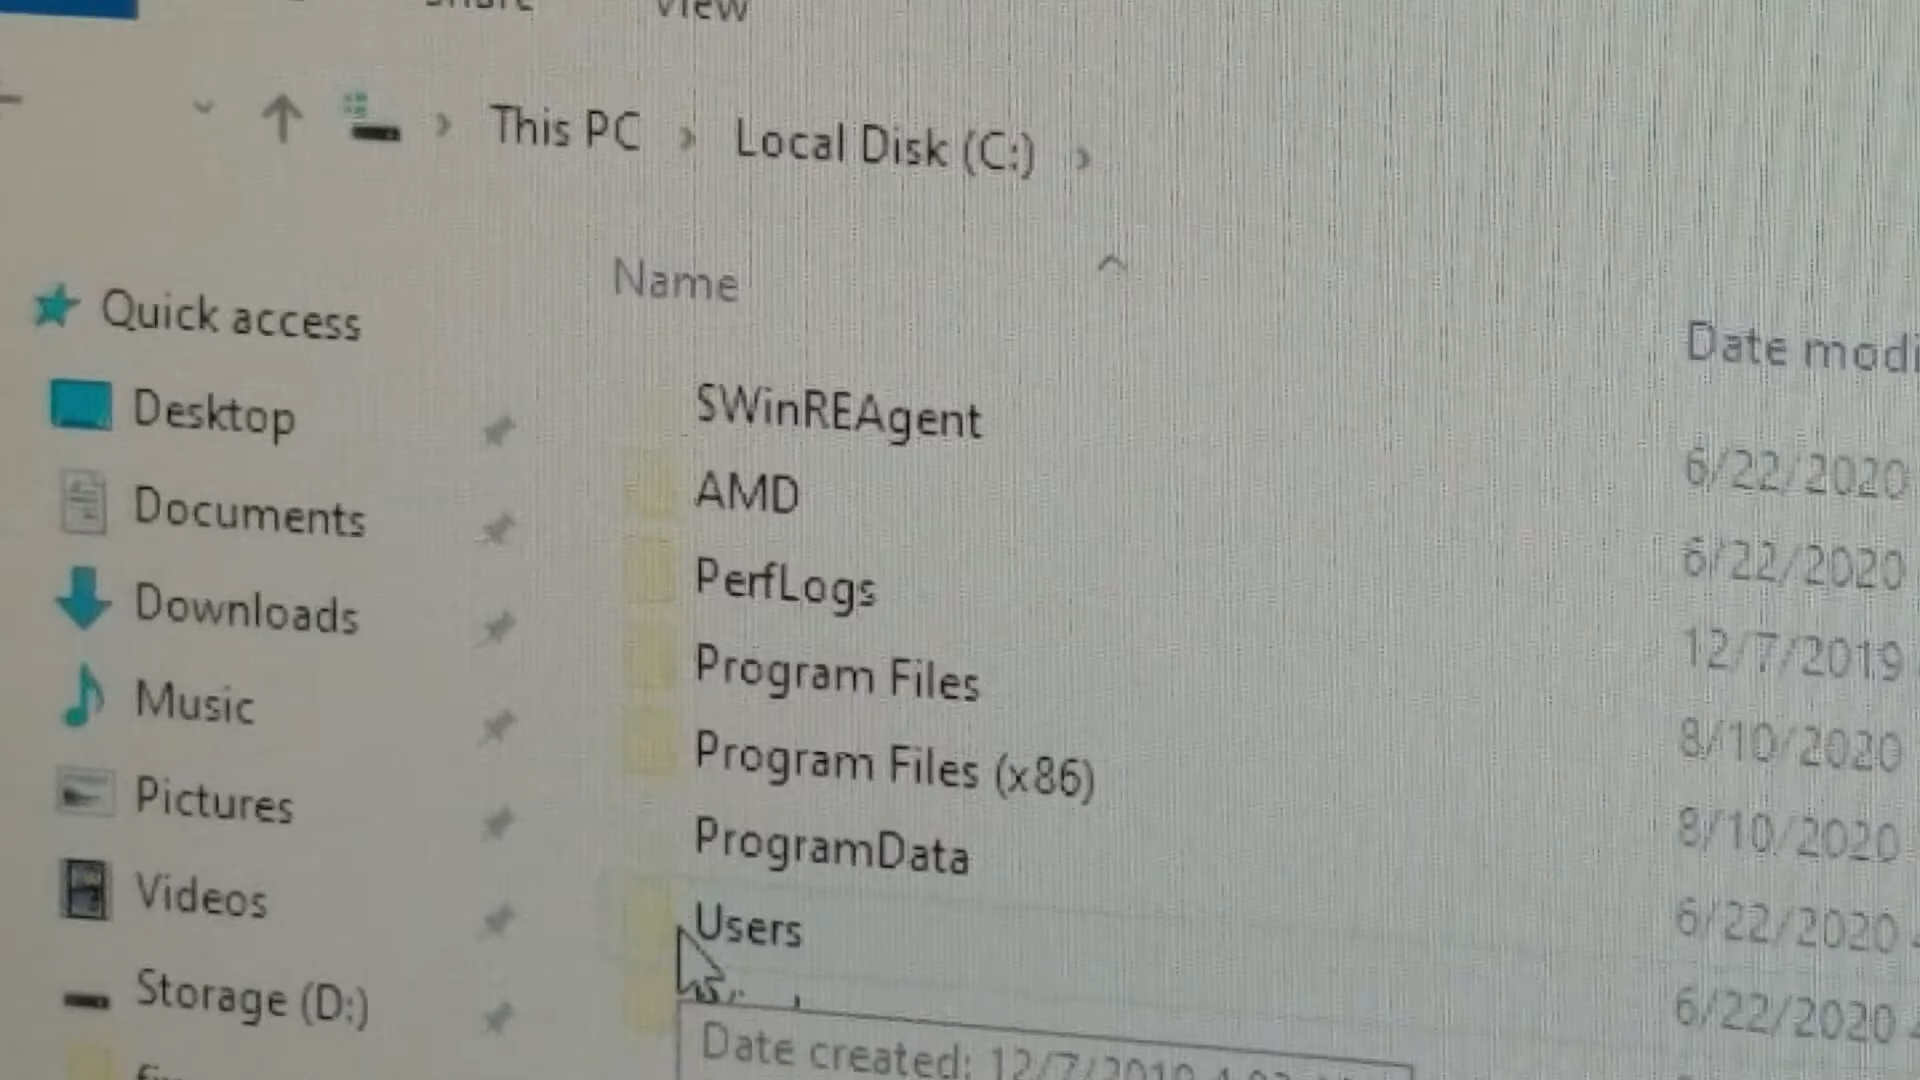 View
This PC > Local Disk (C:) >
Name
Date modi
Quick access
Desktop
Documents
Downloads
Music
Pictures
Videos
Storage (D:)
SWinREAgent
AMD
PerfLogs
Program Files
Program Files (x86)
ProgramData
Users
6/22/2020
6/22/2020
12/7/2019
8/10/2020
8/10/2020
6/22/2020
6/22/2020
Date created: 12/7/2019